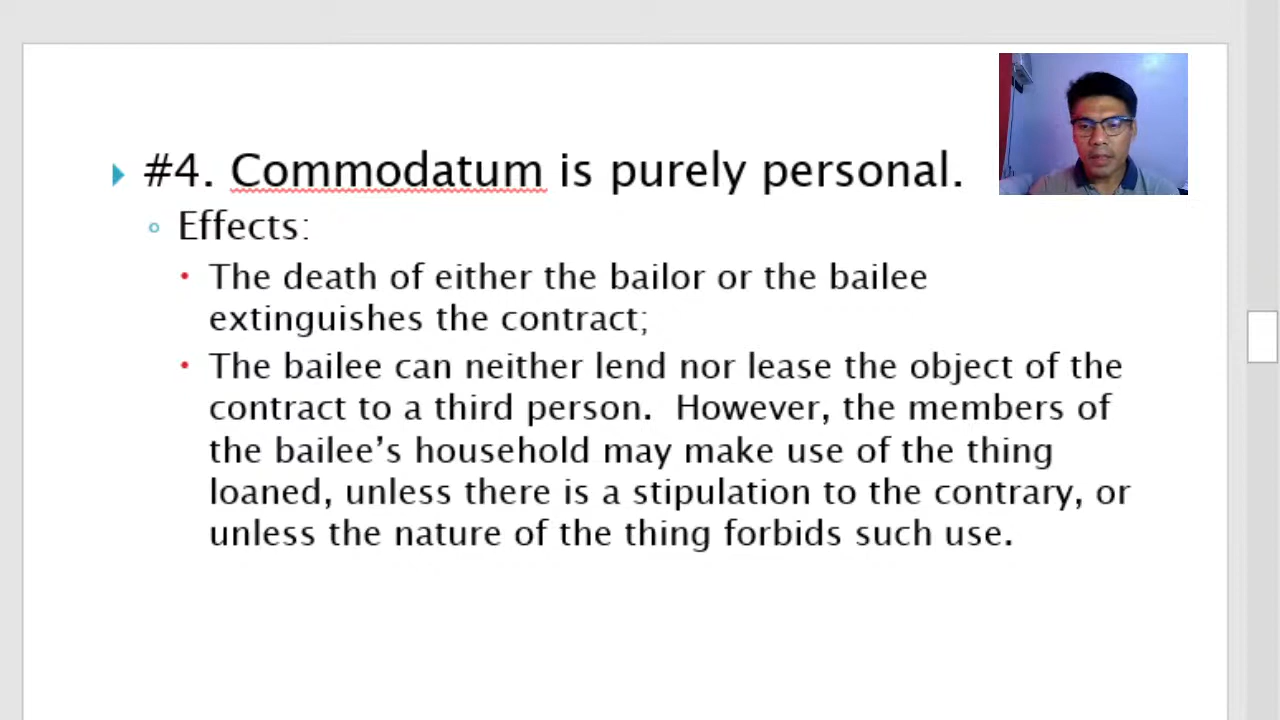 #4. Commodatum is purely personal.
Effects:
The death of either the bailor or the bailee
extinguishes the contract;
The bailee can neither lend nor lease the object of the
contract to a third person. However, the members of
the bailee’s household may make use of the thing
loaned, unless there is a stipulation to the contrary, or
unless the nature of the thing forbids such use.